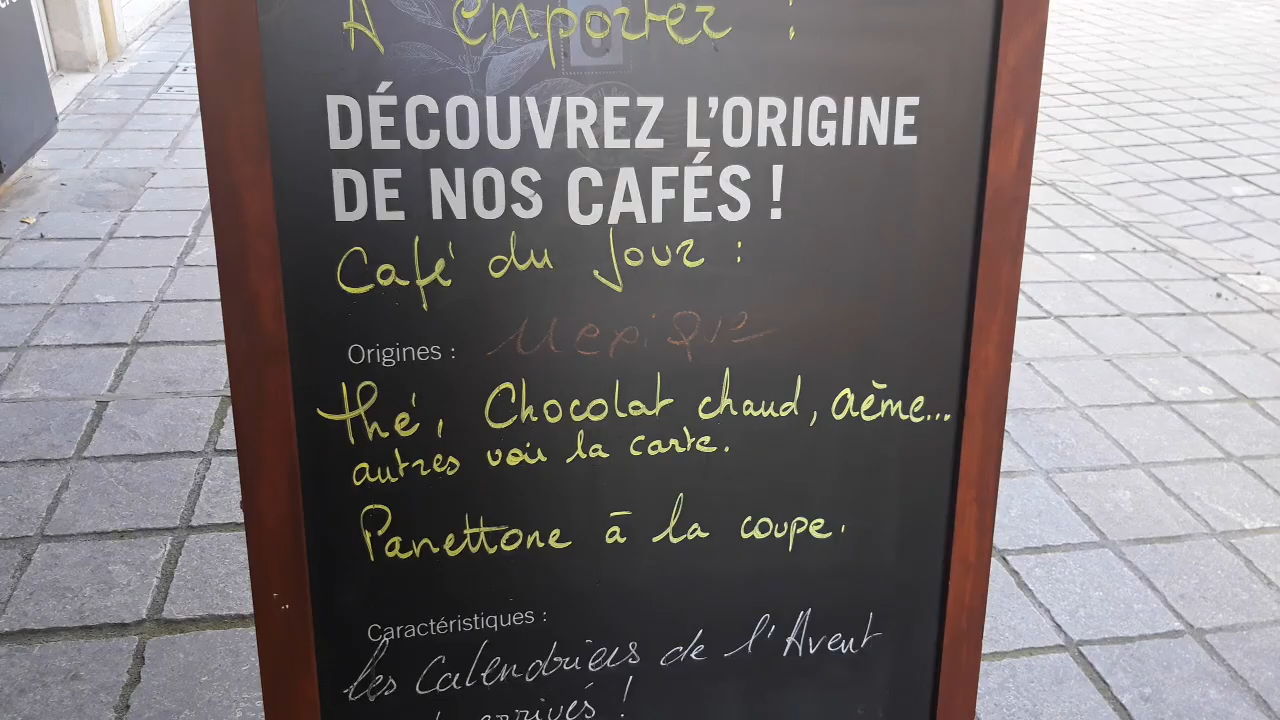 A emporter :
DÉCOUVREZ L'ORIGINE
DE NOS CAFÉS !
Café du Jour :
Origines : Mexique
thé, Chocolat chaud, aême...
autres voir la carte.
Panettone à la coupe.
Caractéristiques :
les Calendriers de l'Avent
arrivés !